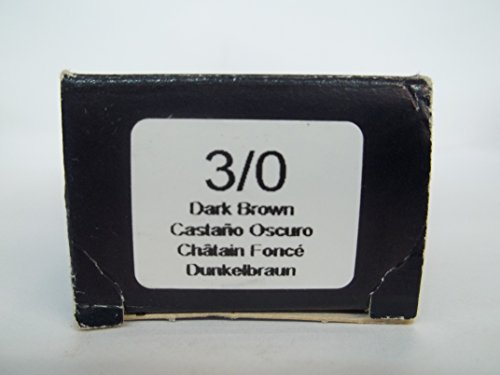 3/0
Dark Brown
Castaño Oscuro
Châtain Foncé
Dunkelbraun